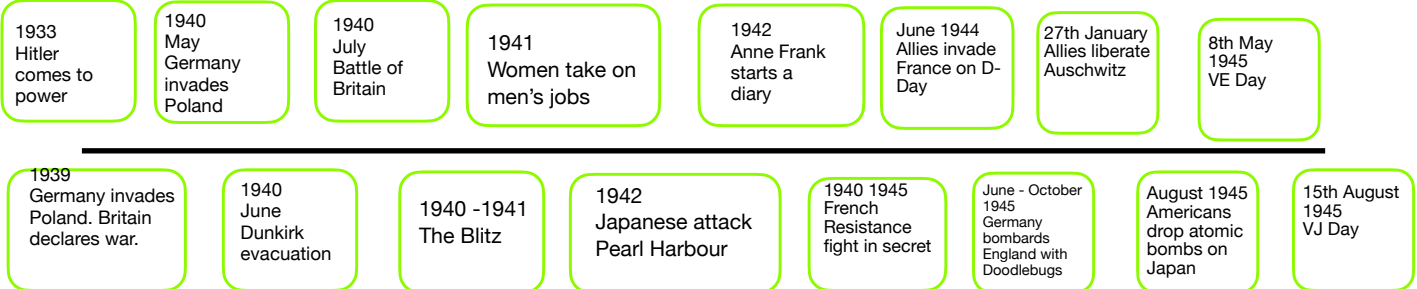 1933
Hitler
comes to
power
1940
May
Germany
invades
Poland
1940
July
Battle of
Britain
1941
Women take on
men's jobs
1942
Anne Frank
starts a
diary
June 1944
Allies invade
France on D-
Day
27th January
Allies liberate
Auschwitz
8th May
1945
VE Day
1939
Germany invades
Poland. Britain
declares war.
1940
June
Dunkirk
evacuation
1940 -1941
The Blitz
1942
Japanese attack
Pearl Harbour
1940 1945
French
Resistance
fight in secret
June - October
1945
Germany
bombards
England with
Doodlebugs
August 1945
Americans
drop atomic
bombs on
Japan
15th August
1945
VJ Day